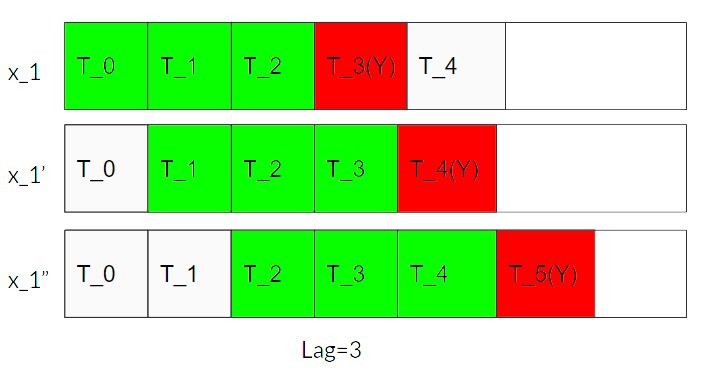 x_1 T_0 T_1 T_2 T_3(Y) T_4
x_1’ T_0 T_1 T_2 T_3 T_4(Y)
x_1” T_0 T_1 T_2 T_3 T_4 T_5(Y)
Lag=3